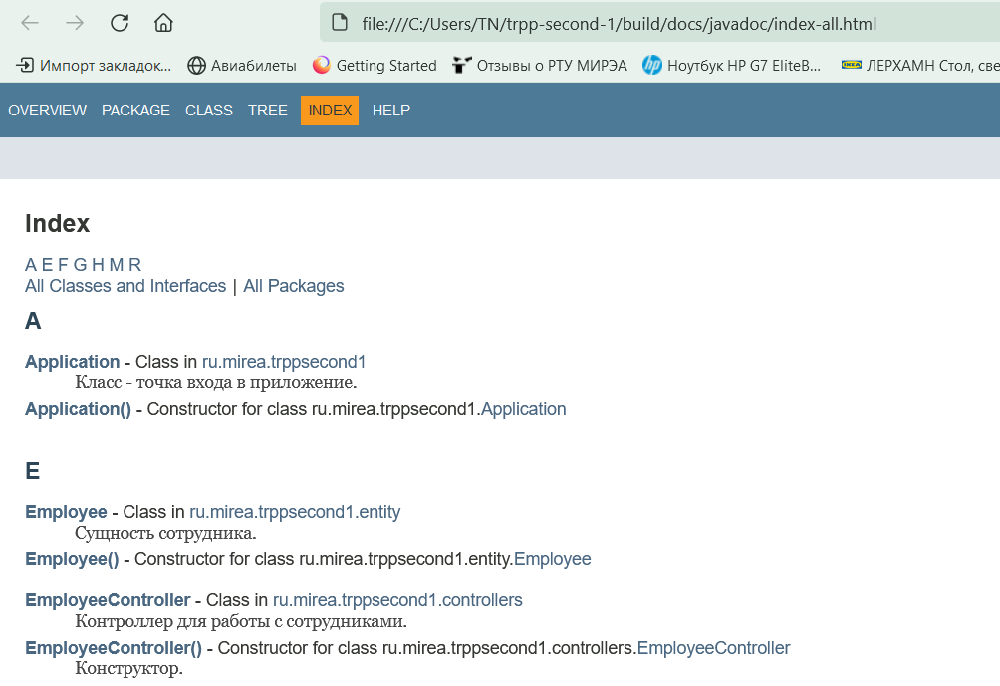 file:///C:/Users/TN/trpp-second-1/build/docs/javadoc/index-all.html
Импорт закладок... Авиабилеты Getting Started Отзывы о РТУ МИРЭА hp Ноутбук HP G7 EliteB... IKEA ЛЕРХАМН Стол, све
OVERVIEW PACKAGE CLASS TREE INDEX HELP
Index
A E F G H M R
All Classes and Interfaces | All Packages
A
Application - Class in ru.mirea.trppsecond1
Класс - точка входа в приложение.
Application() - Constructor for class ru.mirea.trppsecond1.Application
E
Employee - Class in ru.mirea.trppsecond1.entity
Сущность сотрудника.
Employee() - Constructor for class ru.mirea.trppsecond1.entity.Employee
EmployeeController - Class in ru.mirea.trppsecond1.controllers
Контроллер для работы с сотрудниками.
EmployeeController() - Constructor for class ru.mirea.trppsecond1.controllers.EmployeeController
Конструктор.